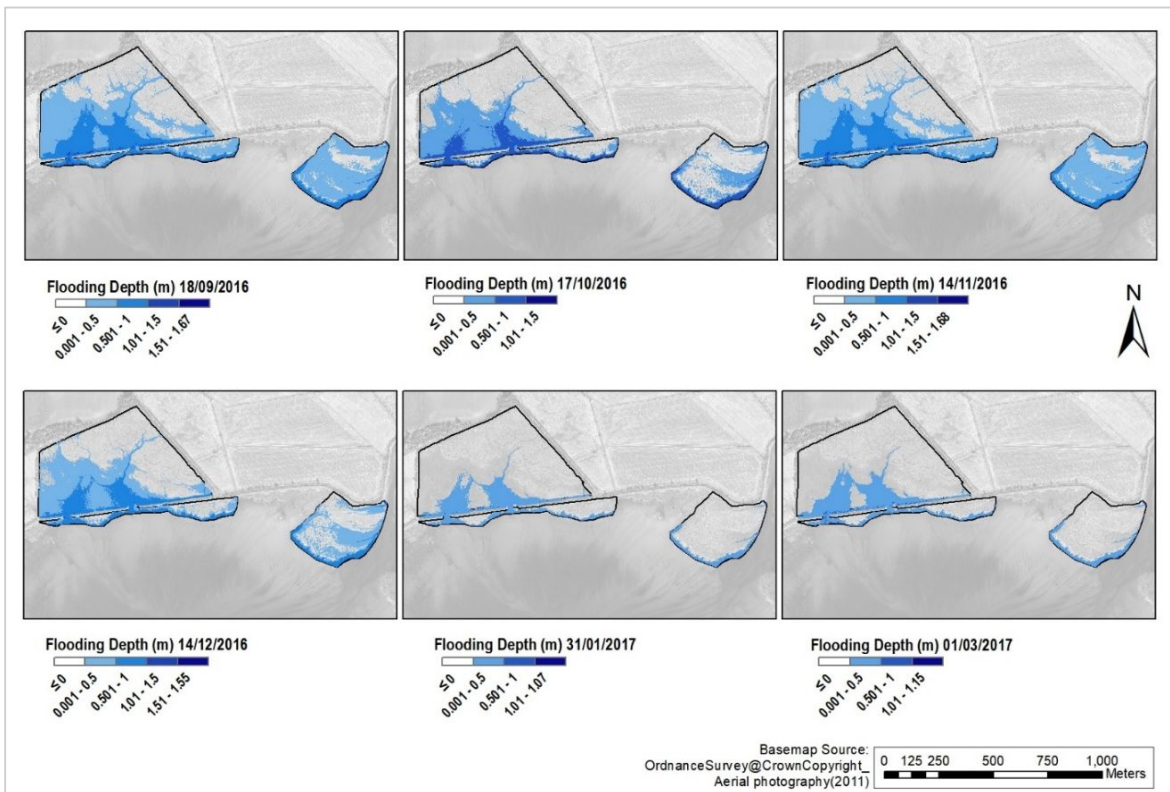 Flooding Depth (m) 18/09/2016
≤ 0
0.001 - 0.5
0.501 - 1
1.01 - 1.5
1.51 - 1.67
Flooding Depth (m) 17/10/2016
≤ 0
0.001 - 0.5
0.501 - 1
1.01 - 1.5
Flooding Depth (m) 14/11/2016
≤ 0
0.001 - 0.5
0.501 - 1
1.01 - 1.5
1.51 - 1.68
N
Flooding Depth (m) 14/12/2016
≤ 0
0.001 - 0.5
0.501 - 1
1.01 - 1.5
1.51 - 1.55
Flooding Depth (m) 31/01/2017
≤ 0
0.001 - 0.5
0.501 - 1
1.01 - 1.07
Flooding Depth (m) 01/03/2017
≤ 0
0.001 - 0.5
0.501 - 1
1.01 - 1.15
Basemap Source:
OrdnanceSurvey@CrownCopyright_
Aerial photography(2011)
0 125 250 500 750 1,000
Meters